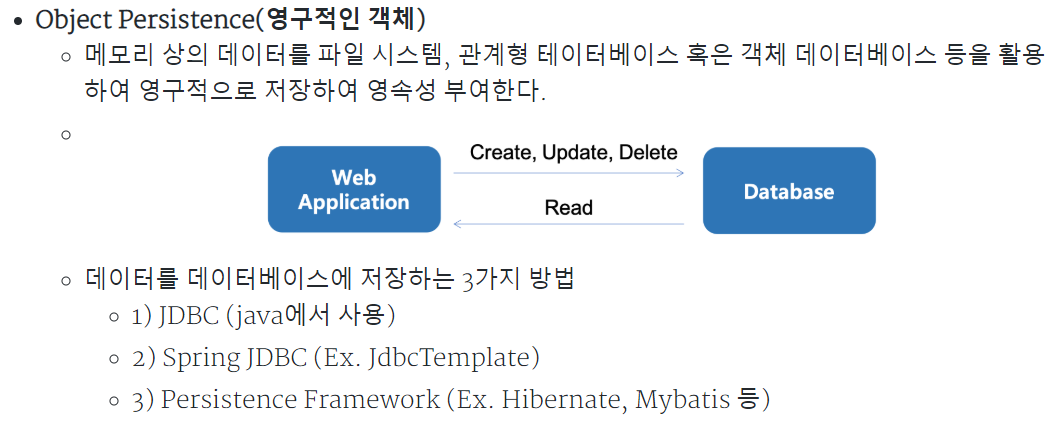 Object Persistence(영구적인 객체)
메모리 상의 데이터를 파일 시스템, 관계형 테이터베이스 혹은 객체 데이터베이스 등을 활용
하여 영구적으로 저장하여 영속성 부여한다.
Create, Update, Delete
Web
Application
Database
Read
데이터를 데이터베이스에 저장하는 3가지 방법
1) JDBC (java에서 사용)
2) Spring JDBC (Ex. JdbcTemplate)
3) Persistence Framework (Ex. Hibernate, Mybatis 등)